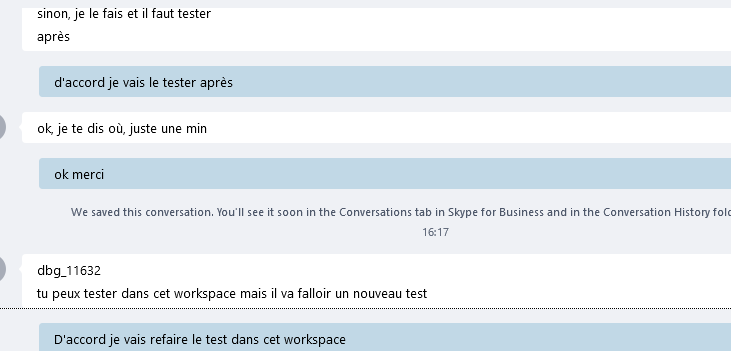 sinon, je le fais et il faut tester
après
d'accord je vais le tester après
ok, je te dis où, juste une min
ok merci
We saved this conversation. You'll see it soon in the Conversations tab in Skype for Business and in the Conversation History
16:17
dbg_11632
tu peux tester dans cet workspace mais il va falloir un nouveau test
D'accord je vais refaire le test dans cet workspace